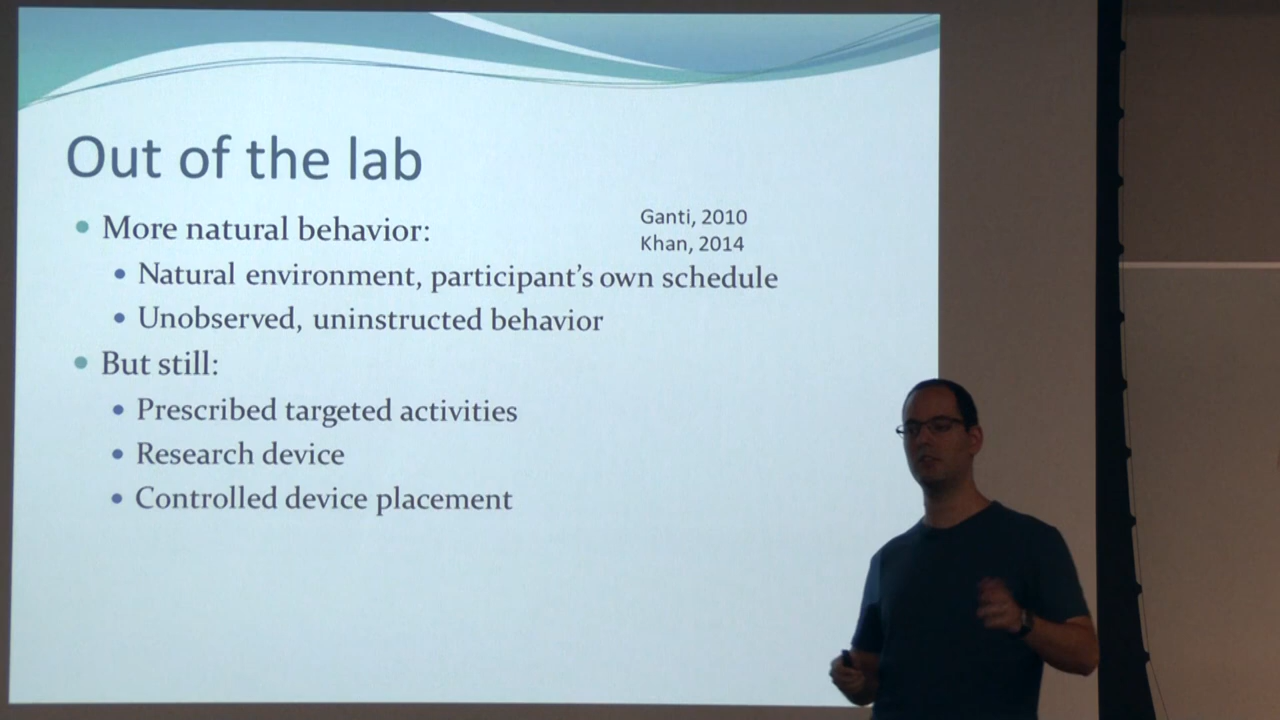 Out of the lab
More natural behavior:
Ganti, 2010
Khan, 2014
Natural environment, participant's own schedule
Unobserved, uninstructed behavior
But still:
Prescribed targeted activities
Research device
Controlled device placement